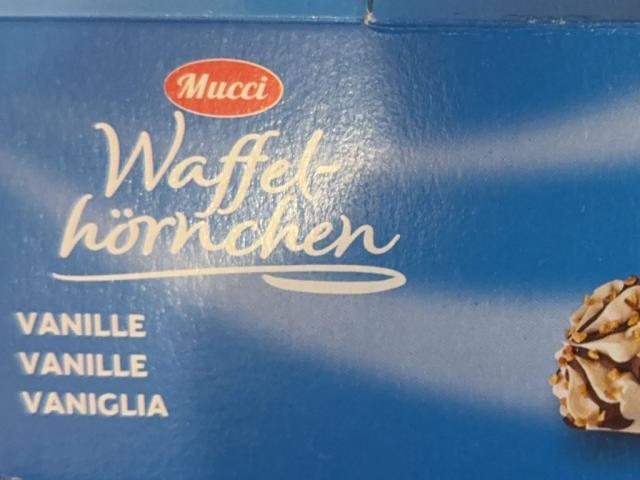 Mucci
Waffel-
hörnchen
VANILLE
VANILLE
VANIGLIA